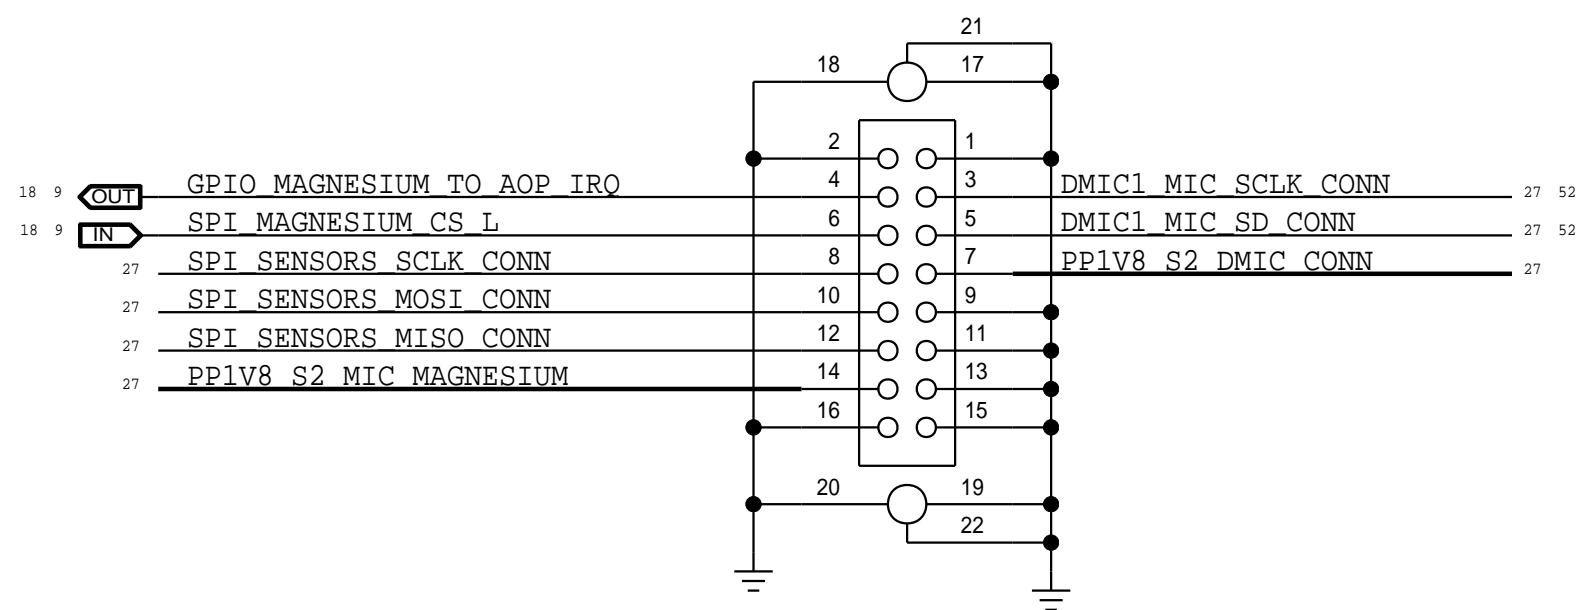 21
18 17
2 1
18 9 OUT GPIO_MAGNESIUM_TO_AOP_IRQ 4 3 DMIC1_MIC_SCLK_CONN 27 52
18 9 IN SPI_MAGNESIUM_CS_L 6 5 DMIC1_MIC_SD_CONN 27 52
27 SPI_SENSORS_SCLK_CONN 8 7 PP1V8_S2_DMIC_CONN 27
27 SPI_SENSORS_MOSI_CONN 10 9
27 SPI_SENSORS_MISO_CONN 12 11
27 PP1V8_S2_MIC_MAGNESIUM 14 13
16 15
20 19
22